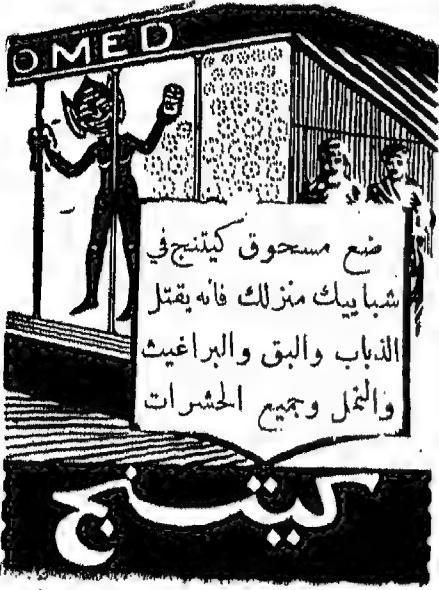 OMED
ضع مسحوق كيتنج في
شبابيك منزلك فانه يقتل
الذباب والبق والبراغيث
والنمل وجميع الحشرات
كيتنج